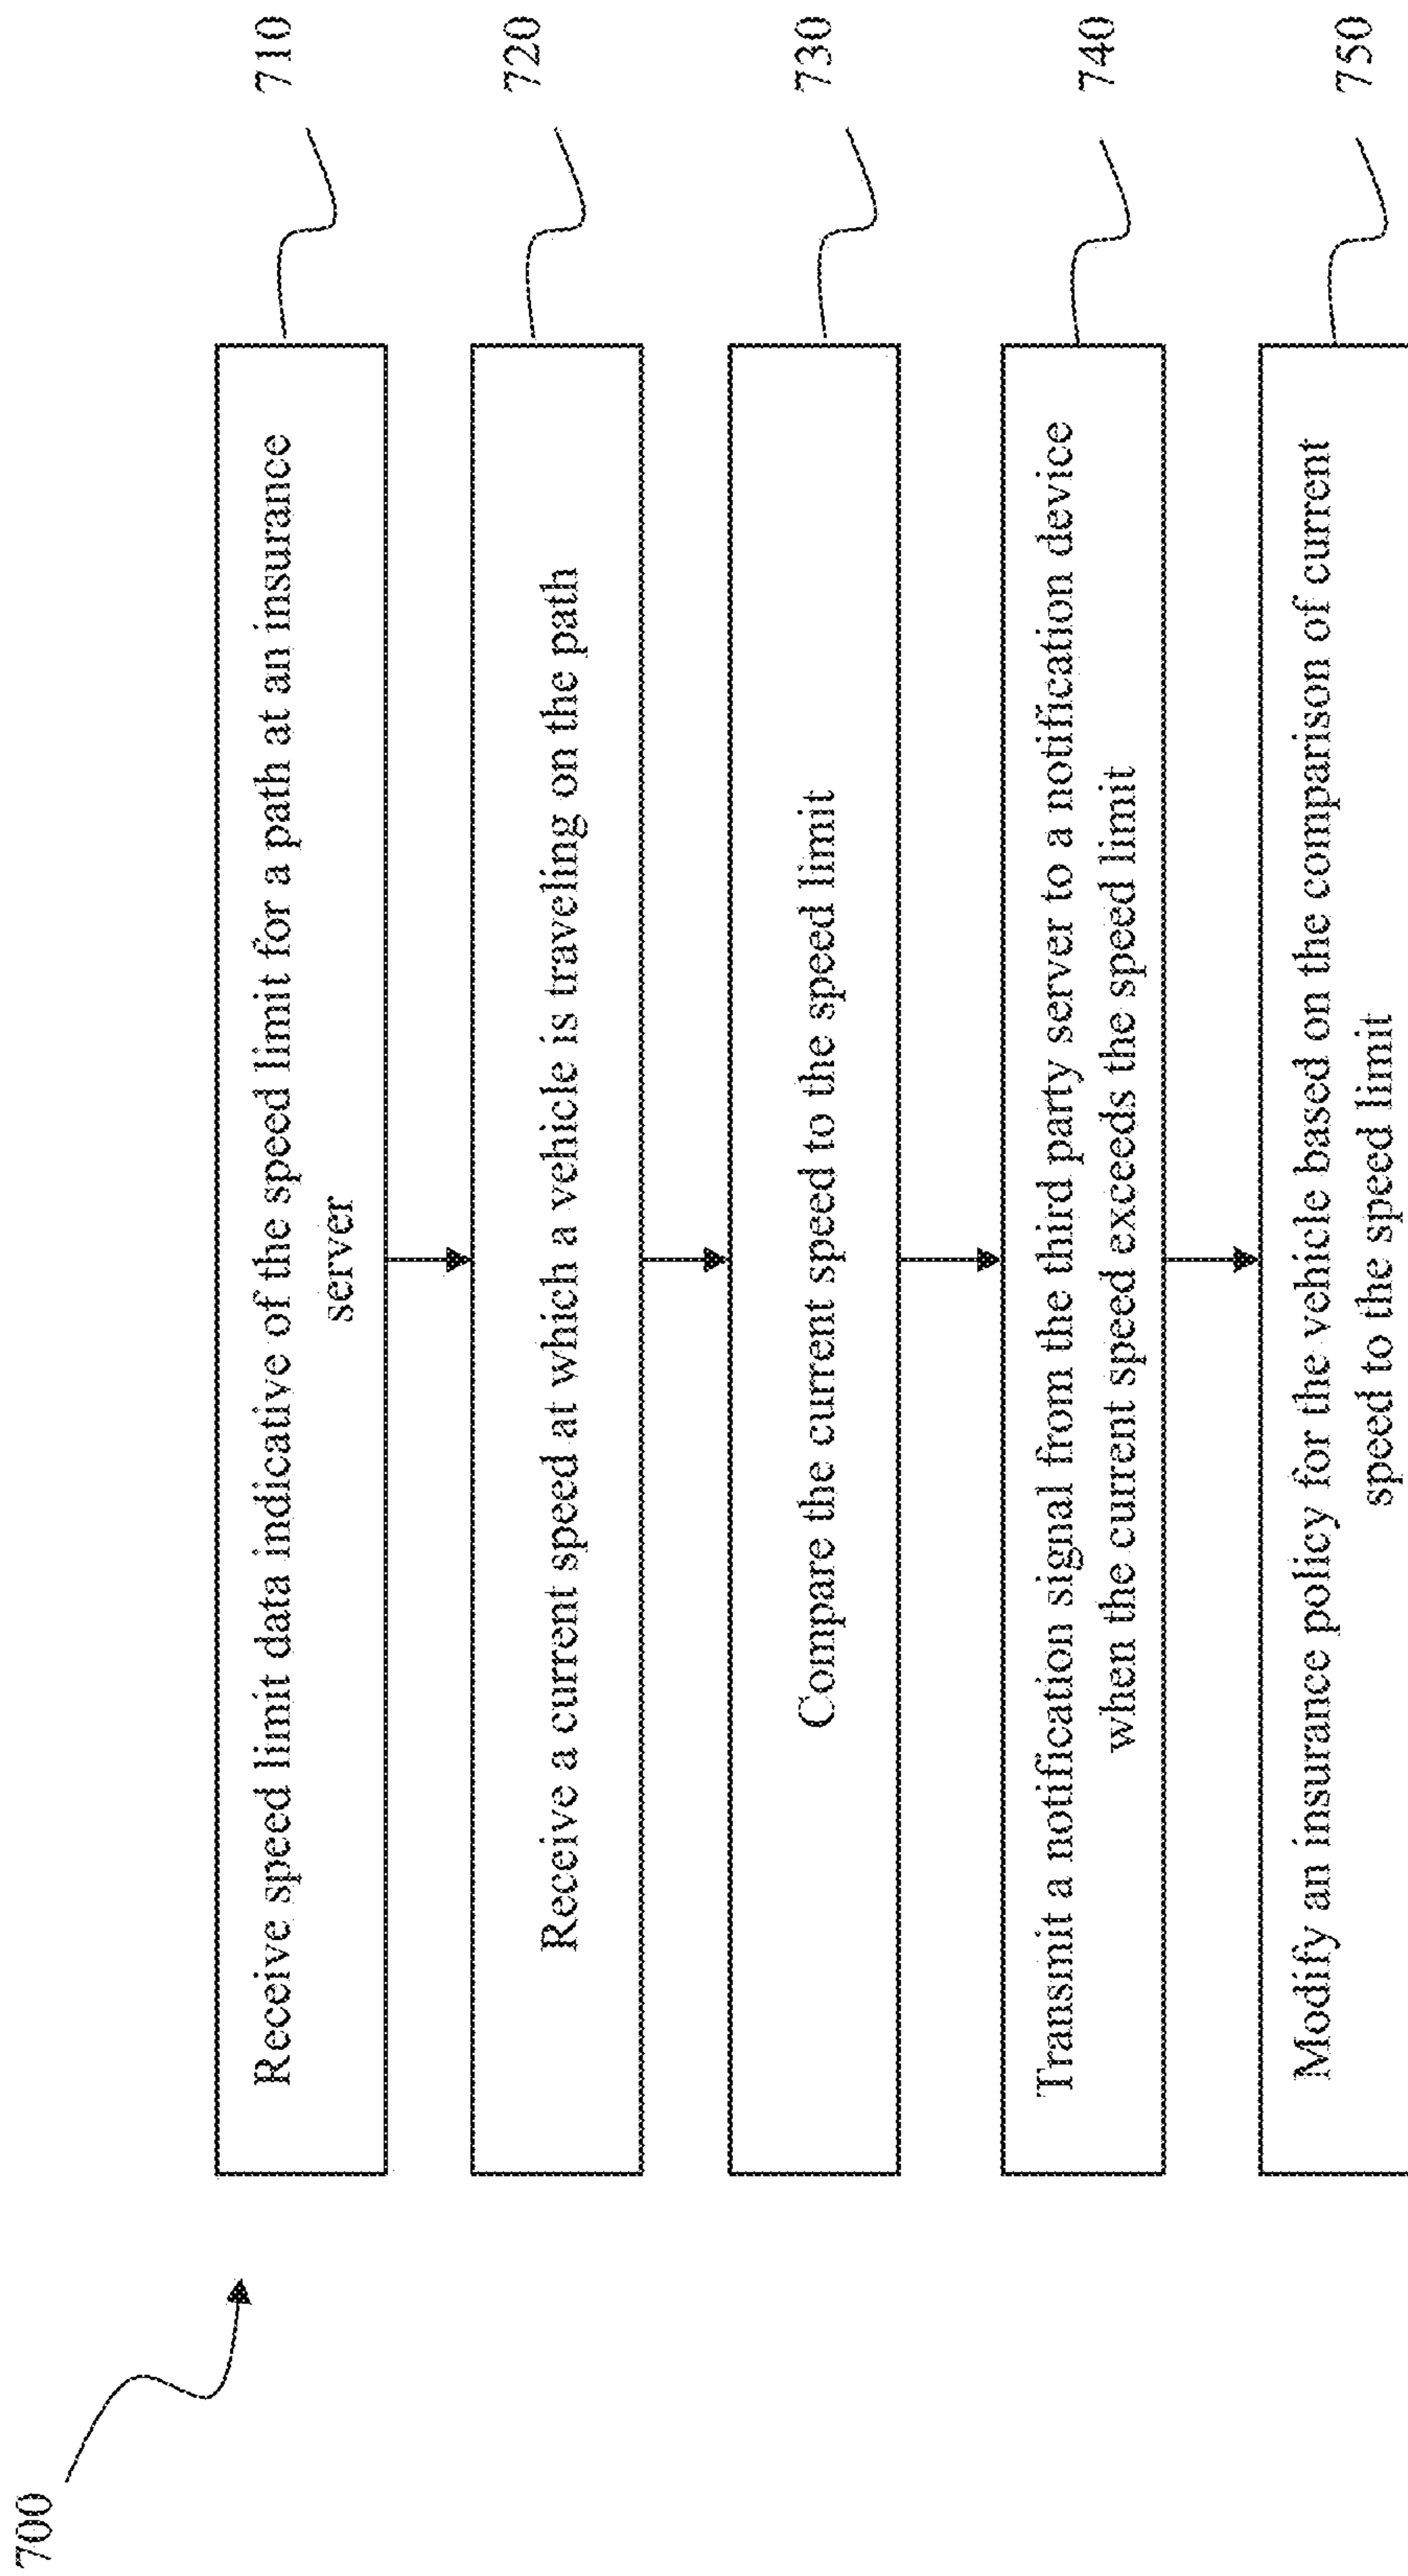 700
Receive speed limit data indicative of the speed limit for a path at an insurance
server
710
Receive a current speed at which a vehicle is traveling on the path
720
Compare the current speed to the speed limit
730
Transmit a notification signal from the third party server to a notification device
when the current speed exceeds the speed limit
740
Modify an insurance policy for the vehicle based on the comparison of current
speed to the speed limit
750